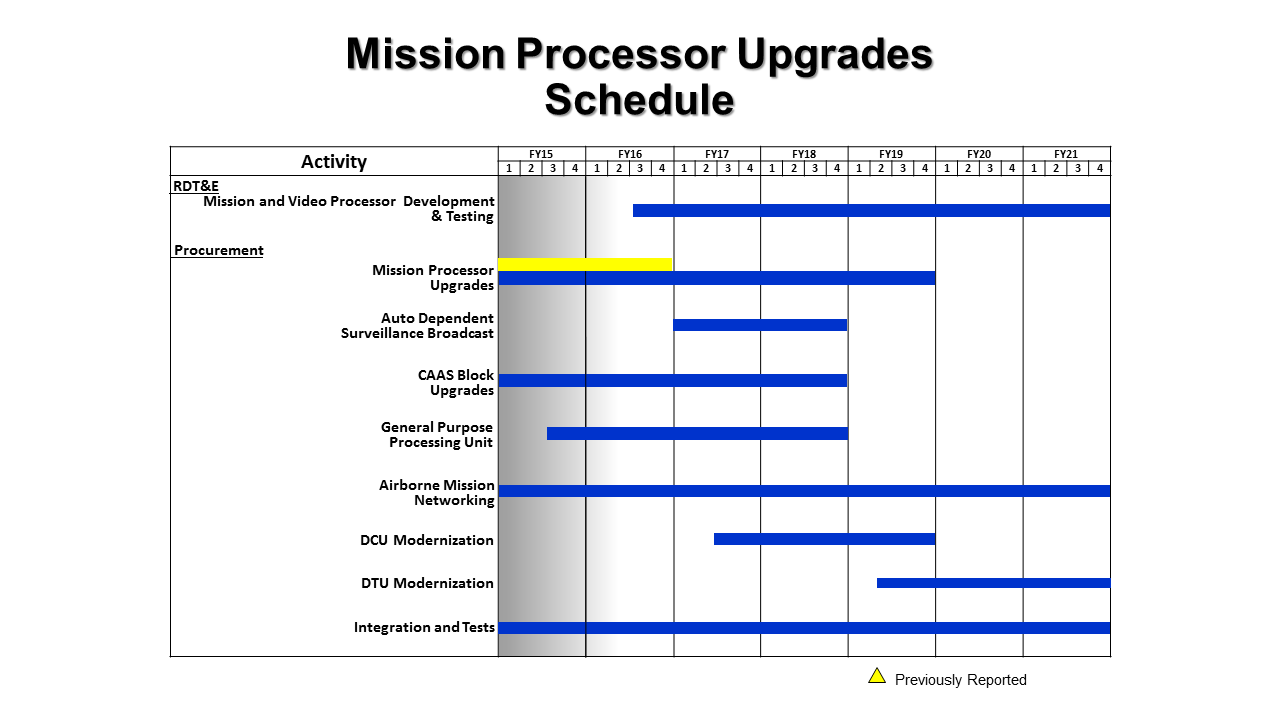 Mission Processor Upgrades
Schedule
Activity
FY15 FY16 FY17 FY18 FY19 FY20 FY21
1 2 3 4 1 2 3 4 1 2 3 4 1 2 3 4 1 2 3 4 1 2 3 4 1 2 3 4
RDT&E
Mission and Video Processor Development
& Testing
Procurement
Mission Processor
Upgrades
Auto Dependent
Surveillance Broadcast
CAAS Block
Upgrades
General Purpose
Processing Unit
Airborne Mission
Networking
DCU Modernization
DTU Modernization
Integration and Tests
Previously Reported